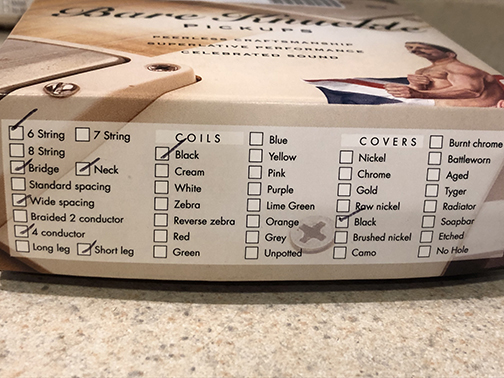 Bare Knuckle
PICKUPS
PEERLESS CRAFTSMANSHIP
SUPERLATIVE PERFORMANCE
CELEBRATED SOUND
6 String 7 String
8 String
Bridge Neck
Standard spacing
Wide spacing
Braided 2 conductor
4 conductor
Long leg Short leg
COILS
Black
Cream
White
Zebra
Reverse zebra
Red
Green
Blue
Yellow
Pink
Purple
Lime Green
Orange
Grey
Unpotted
COVERS
Nickel
Chrome
Gold
Raw nickel
Black
Brushed nickel
Camo
Burnt chrome
Battleworn
Aged
Tyger
Radiator
Soapbar
Etched
No Hole